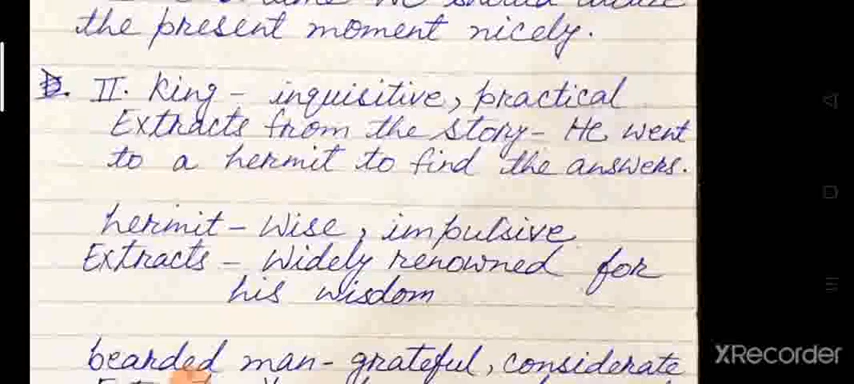 the present moment nicely.
II. King - inquisitive, practical
Extracts from the story - He went
to a hermit to find the answers.
hermit - Wise, impulsive
Extracts - Widely renowned for
his wisdom
bearded man - grateful, considerate
XRecorder